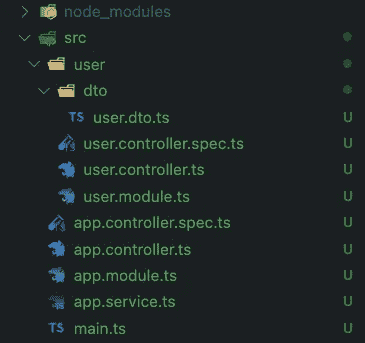 node_modules
src
user
dto
TS user.dto.ts U
user.controller.spec.ts U
user.controller.ts U
user.module.ts U
app.controller.spec.ts U
app.controller.ts U
app.module.ts U
app.service.ts U
TS main.ts U